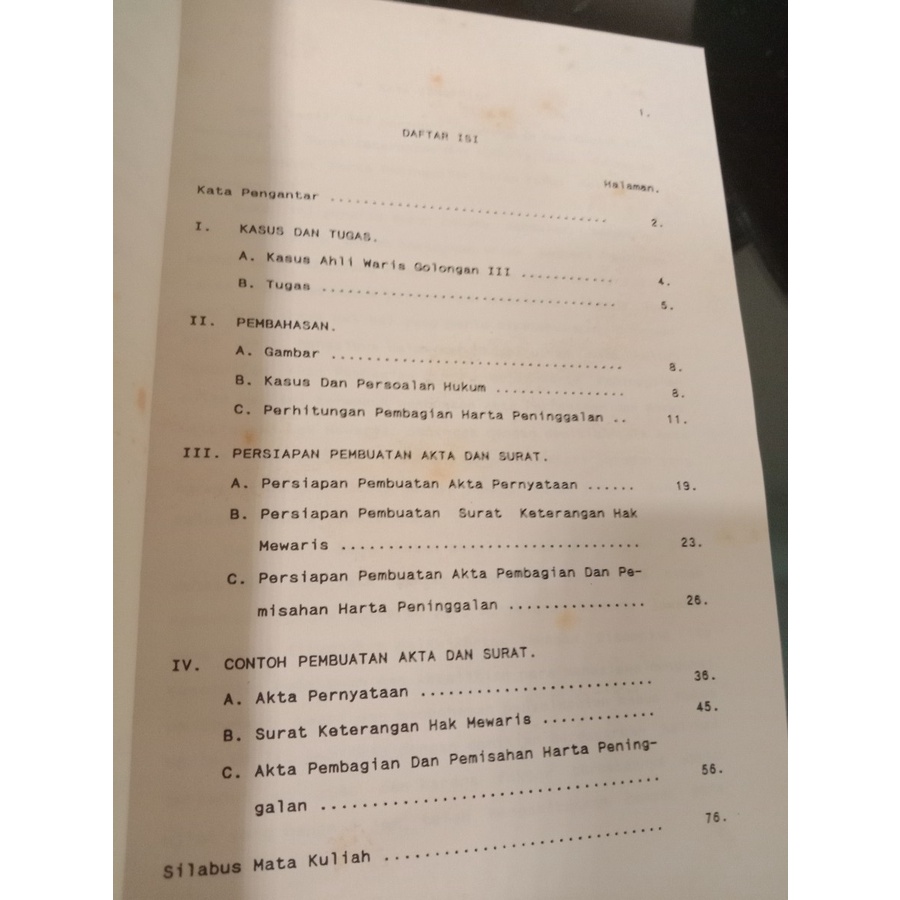 1.
DAFTAR ISI
Halaman.
Kata Pengantar .................................. 2.
I. KASUS DAN TUGAS.
A. Kasus Ahli Waris Golongan III ............ 4.
B. Tugas .................................... 5.
II. PEMBAHASAN.
A. Gambar ................................... 8.
B. Kasus Dan Persoalan Hukum ................ 8.
C. Perhitungan Pembagian Harta Peninggalan .. 11.
III. PERSIAPAN PEMBUATAN AKTA DAN SURAT.
A. Persiapan Pembuatan Akta Pernyataan ...... 19.
B. Persiapan Pembuatan Surat Keterangan Hak
Mewaris .................................. 23.
C. Persiapan Pembuatan Akta Pembagian Dan Pe-
misahan Harta Peninggalan ................ 26.
IV. CONTOH PEMBUATAN AKTA DAN SURAT.
A. Akta Pernyataan .......................... 36.
B. Surat Keterangan Hak Mewaris ............. 45.
C. Akta Pembagian Dan Pemisahan Harta Pening-
galan .................................... 56.
Silabus Mata Kuliah .............................. 76.